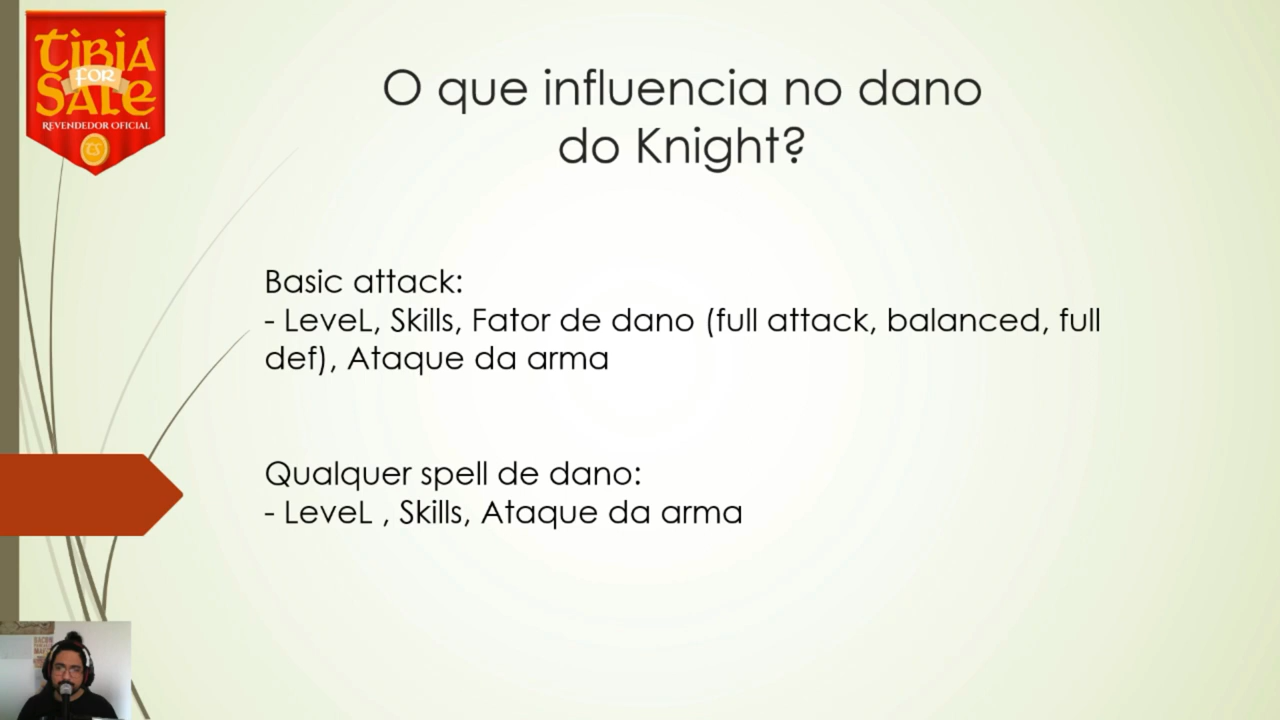 TIBIA
FOR
SALE
REVENDEDOR OFICIAL
O que influencia no dano
do Knight?
Basic attack:
- LeveL, Skills, Fator de dano (full attack, balanced, full
def), Ataque da arma
Qualquer spell de dano:
- LeveL , Skills, Ataque da arma